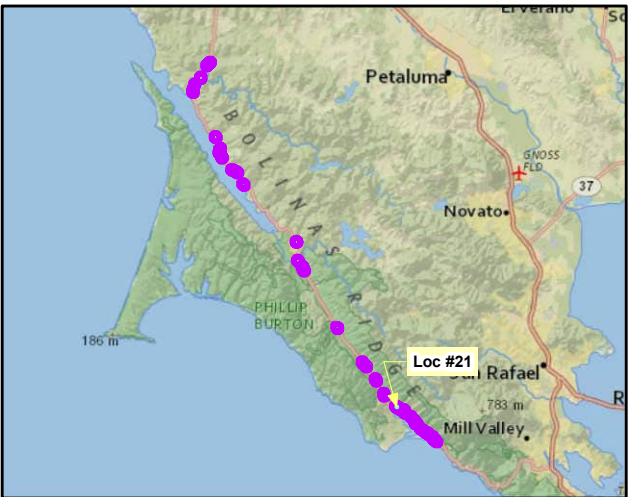 El Verano
Petaluma
BOLINAS RIDGE
GNOSS
FLD
37
Novato
PHILLIP
BURTON
186 m
Loc #21
San Rafael
783 m
Mill Valley